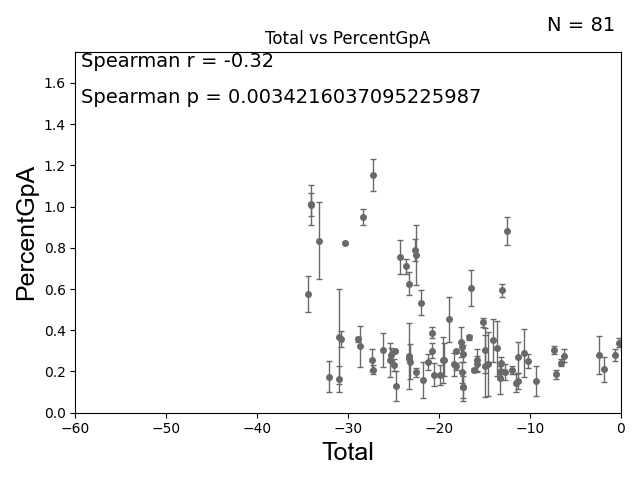 N = 81
Total vs PercentGpA
Spearman r = -0.32
Spearman p = 0.0034216037095225987
PercentGpA
1.6
1.4
1.2
1.0
0.8
0.6
0.4
0.2
0.0
−60 −50 −40 −30 −20 −10 0
Total